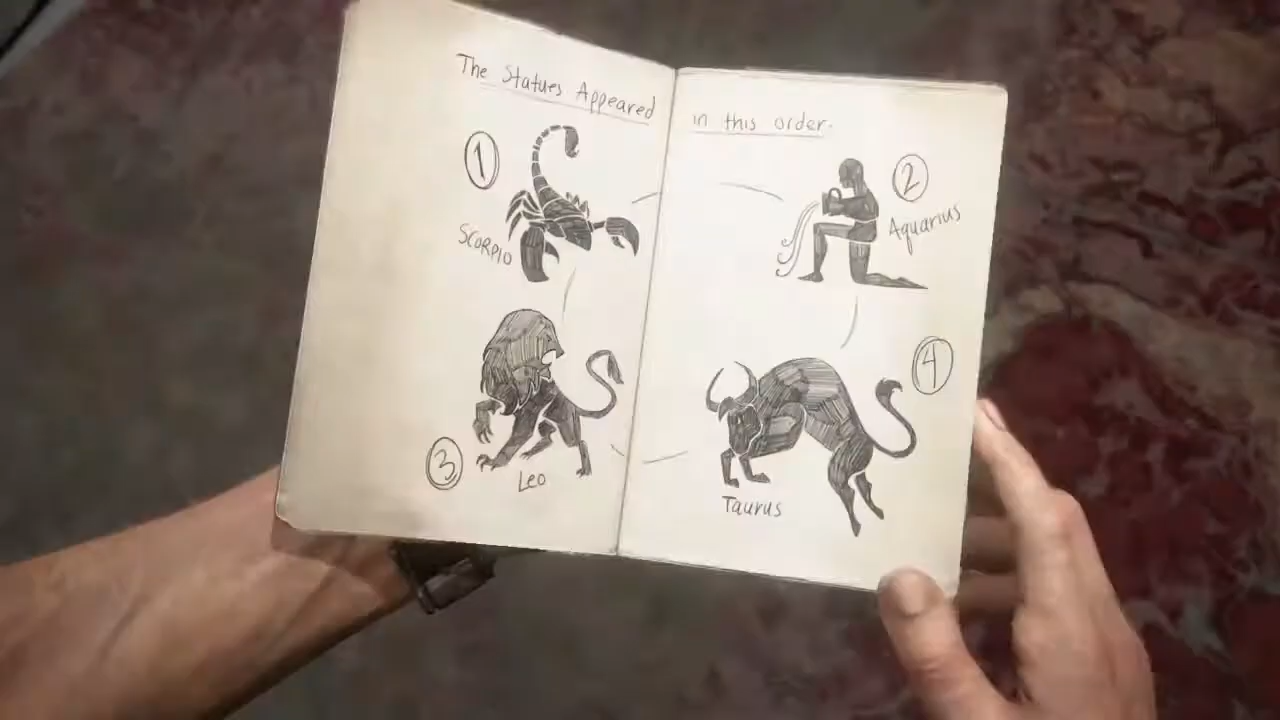 The Statues Appeared in this order.
1
SCORPIO
2
Aquarius
3
Leo
4
Taurus